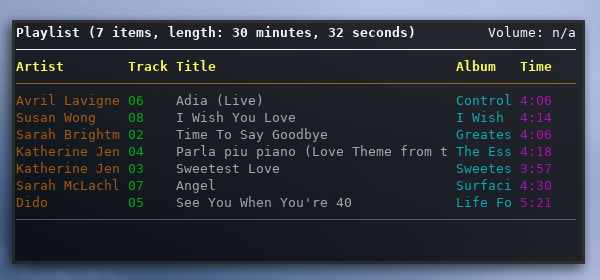 Playlist (7 items, length: 30 minutes, 32 seconds) Volume: n/a
Artist Track Title Album Time
Avril Lavigne 06 Adia (Live) Control 4:06
Susan Wong 08 I Wish You Love I Wish 4:14
Sarah Brightm 02 Time To Say Goodbye Greates 4:06
Katherine Jen 04 Parla piu piano (Love Theme from t The Ess 4:18
Katherine Jen 03 Sweetest Love Sweetes 3:57
Sarah McLachl 07 Angel Surfaci 4:30
Dido 05 See You When You're 40 Life Fo 5:21